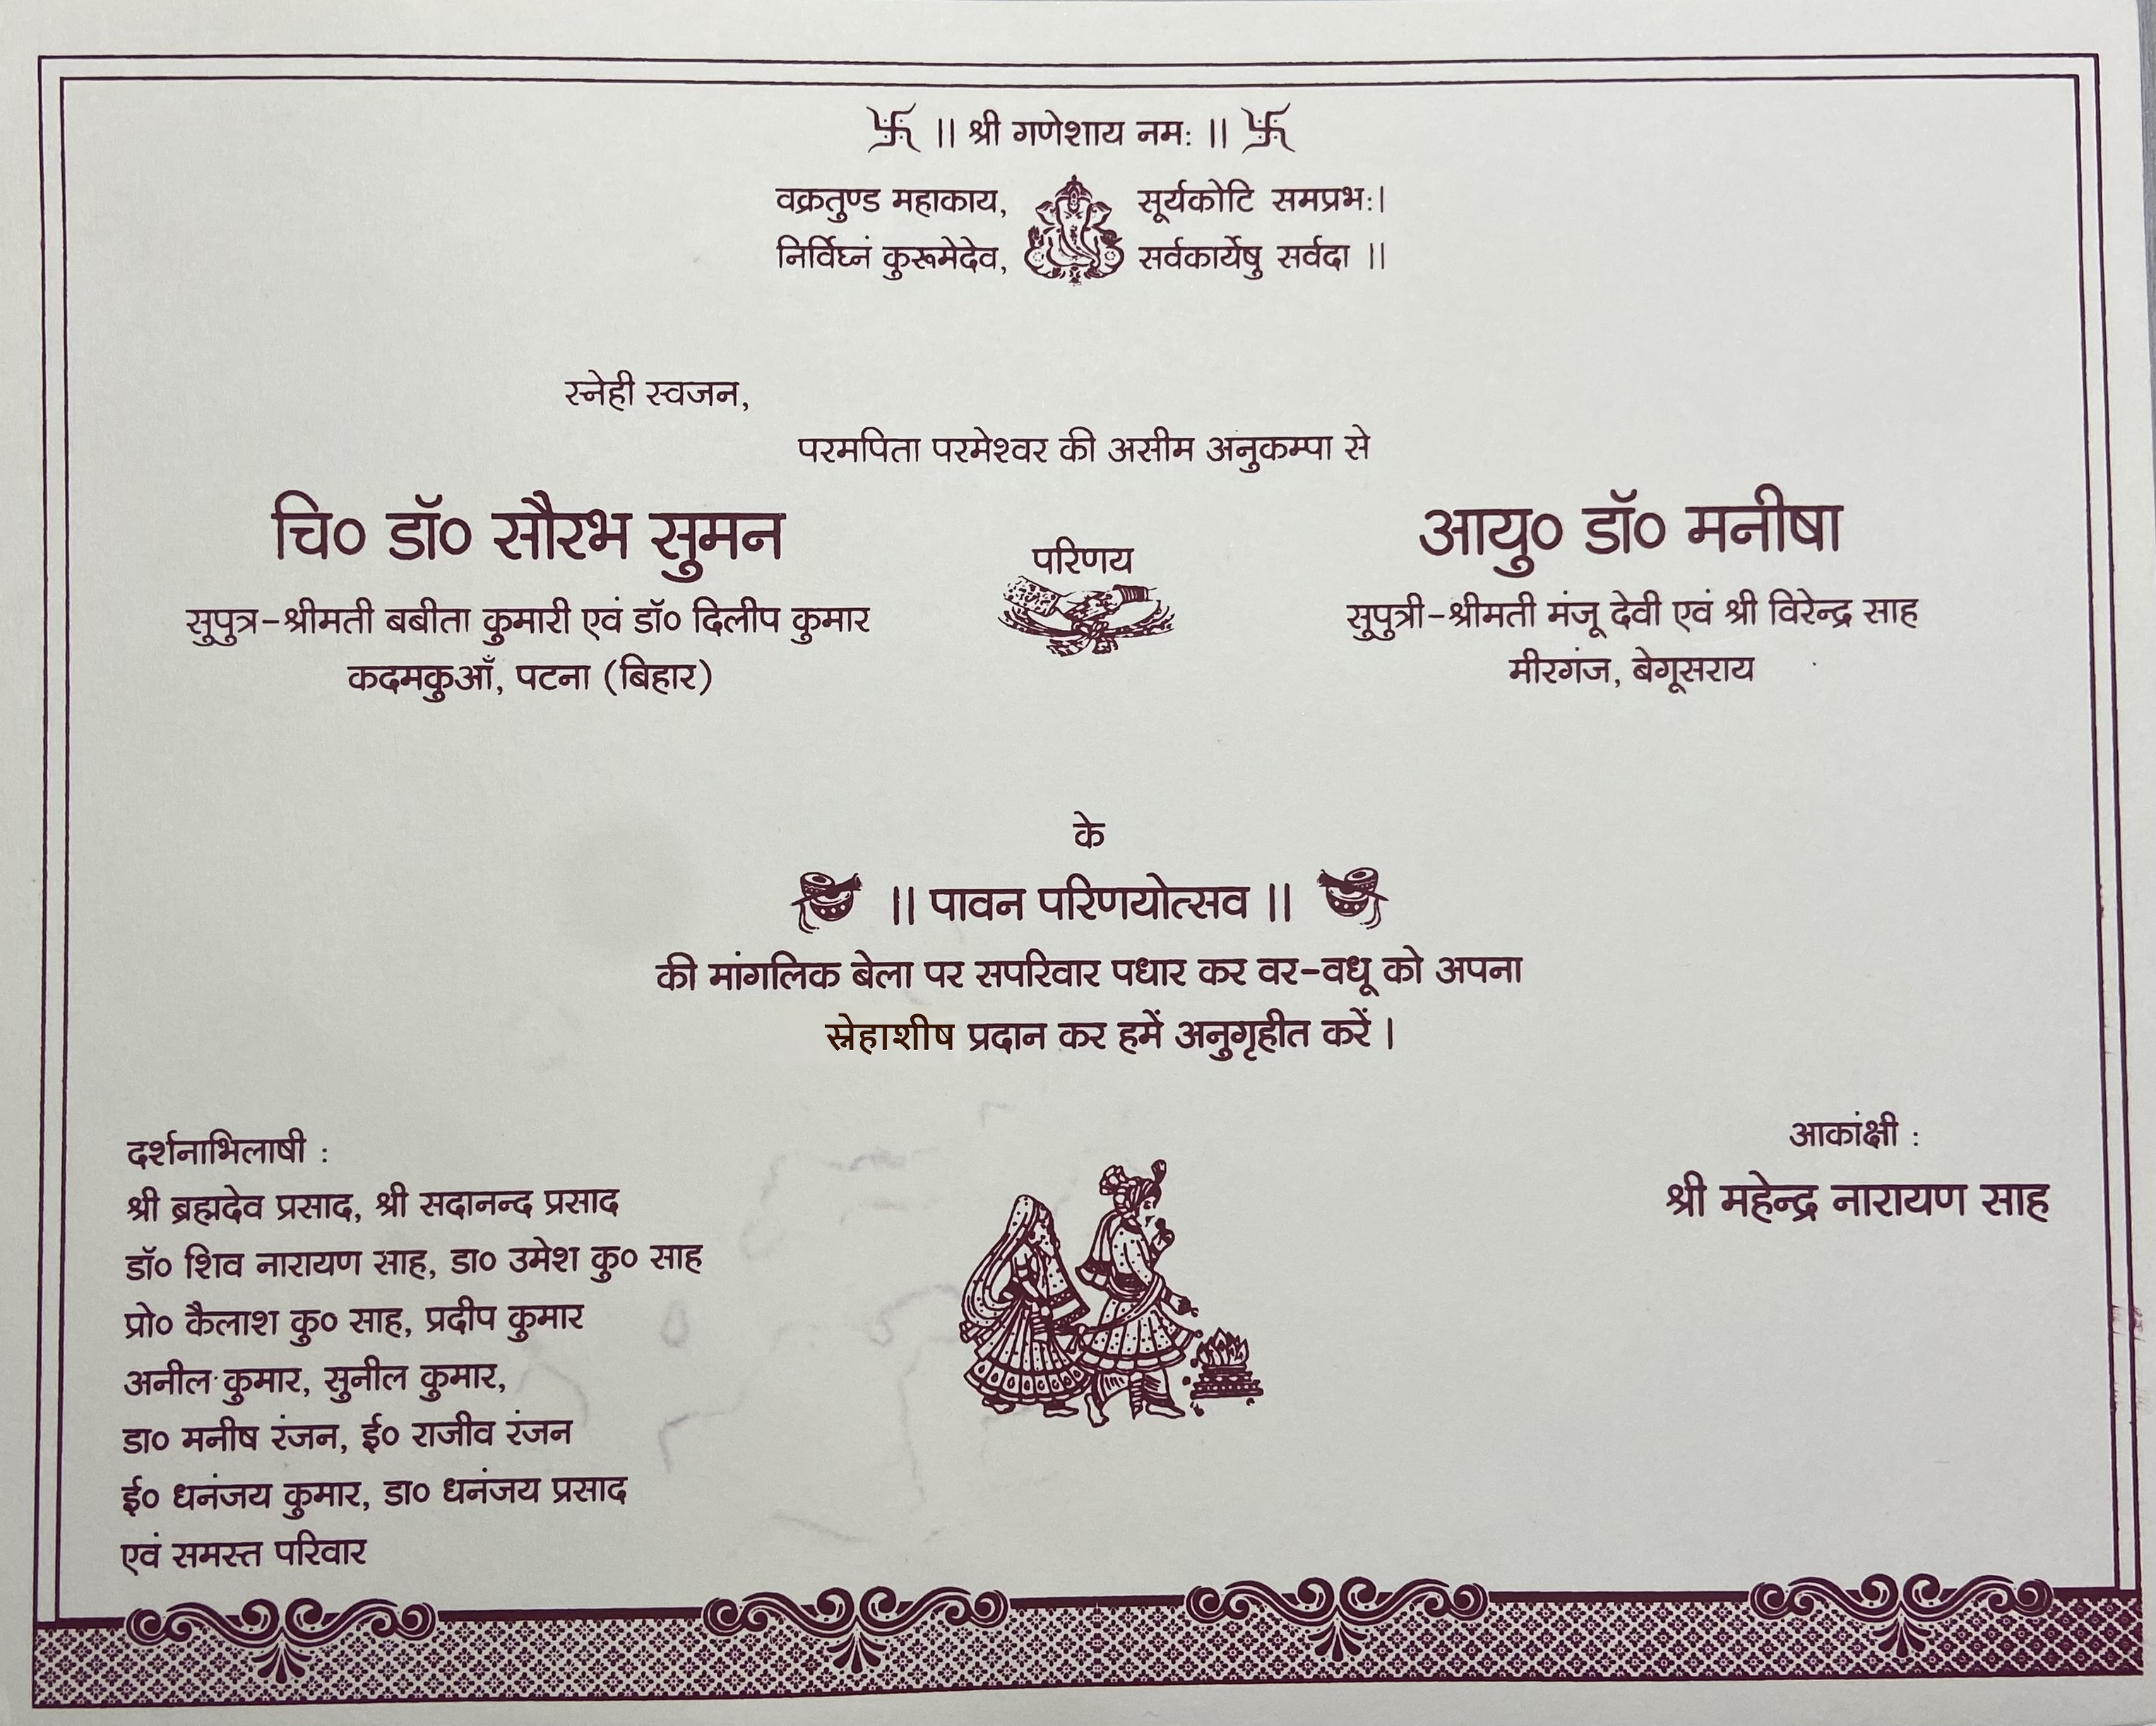 卐 || श्री गणेशाय नमः || 卐
वक्रतुण्ड महाकाय, सूर्यकोटि समप्रभः।
निर्विघ्नं कुरूमेदेव, सर्वकार्येषु सर्वदा ||
स्नेही स्वजन,
परमपिता परमेश्वर की असीम अनुकम्पा से
चि० डॉ० सौरभ सुमन
सुपुत्र-श्रीमती बबीता कुमारी एवं डॉ० दिलीप कुमार
कदमकुआँ, पटना (बिहार)
परिणय
आयु० डॉ० मनीषा
सुपुत्री-श्रीमती मंजू देवी एवं श्री विरेन्द्र साह
मीरगंज, बेगूसराय
के
|| पावन परिणयोत्सव ||
की मांगलिक बेला पर सपरिवार पधार कर वर-वधू को अपना
स्नेहाशीष प्रदान कर हमें अनुगृहीत करें।
दर्शनाभिलाषी :
श्री ब्रह्मदेव प्रसाद, श्री सदानन्द प्रसाद
डॉ० शिव नारायण साह, डा० उमेश कु० साह
प्रो० कैलाश कु० साह, प्रदीप कुमार
अनील कुमार, सुनील कुमार,
डा० मनीष रंजन, ई० राजीव रंजन
ई० धनंजय कुमार, डा० धनंजय प्रसाद
एवं समस्त परिवार
आकांक्षी :
श्री महेन्द्र नारायण साह